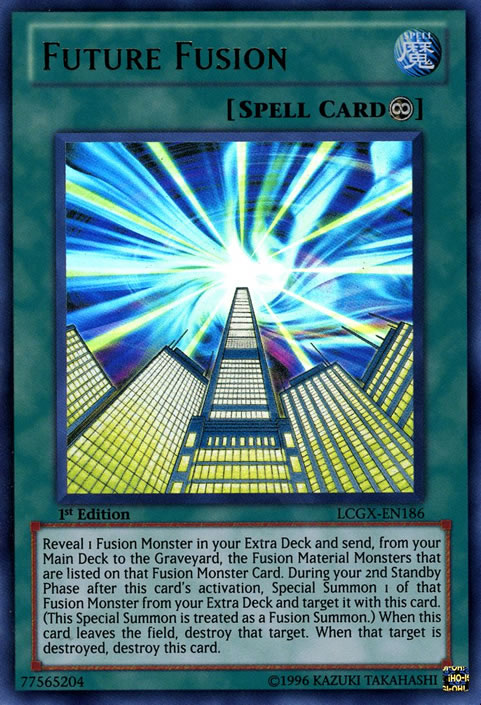 FUTURE FUSION
SPELL
魔
[SPELL CARD]
1st Edition
LCGX-EN186
Reveal 1 Fusion Monster in your Extra Deck and send, from your
Main Deck to the Graveyard, the Fusion Material Monsters that
are listed on that Fusion Monster Card. During your 2nd Standby
Phase after this card's activation, Special Summon 1 of that
Fusion Monster from your Extra Deck and target it with this card.
(This Special Summon is treated as a Fusion Summon.) When this
card leaves the field, destroy that target. When that target is
destroyed, destroy this card.
77565204
©1996 KAZUKI TAKAHASHI